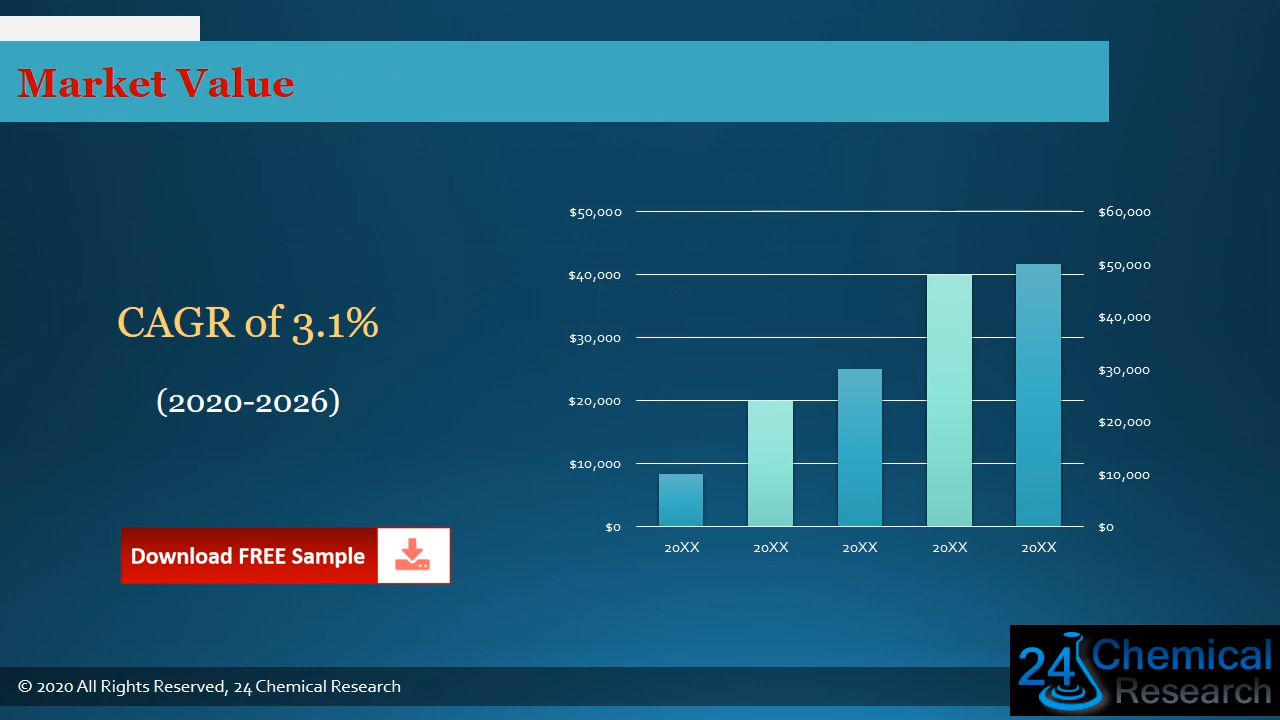 Market Value
CAGR of 3.1%
(2020-2026)
Download FREE Sample
$50,000
$40,000
$30,000
$20,000
$10,000
$0
$60,000
$50,000
$40,000
$30,000
$20,000
$10,000
$0
20XX 20XX 20XX 20XX 20XX
© 2020 All Rights Reserved, 24 Chemical Research
24 Chemical
Research